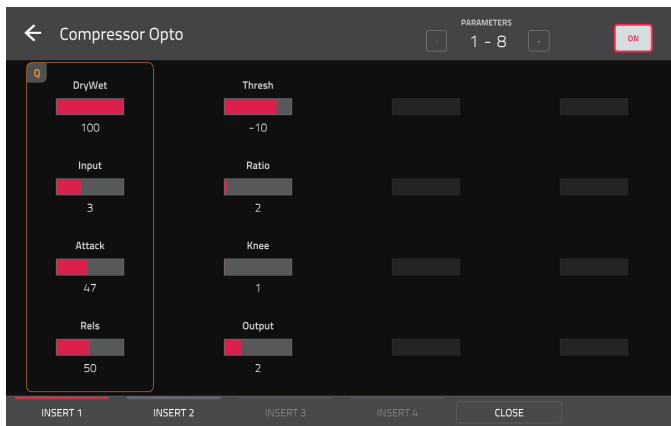 Compressor Opto
PARAMETERS
- 1 - 8 +
ON
Q
DryWet
100
Thresh
-10
Input
3
Ratio
2
Attack
47
Knee
1
Rels
50
Output
2
INSERT 1 INSERT 2 INSERT 3 INSERT 4 CLOSE